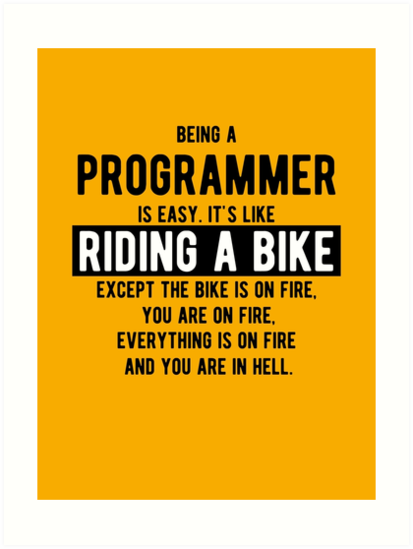 BEING A
PROGRAMMER
IS EASY. IT'S LIKE
RIDING A BIKE
EXCEPT THE BIKE IS ON FIRE,
YOU ARE ON FIRE,
EVERYTHING IS ON FIRE
AND YOU ARE IN HELL.